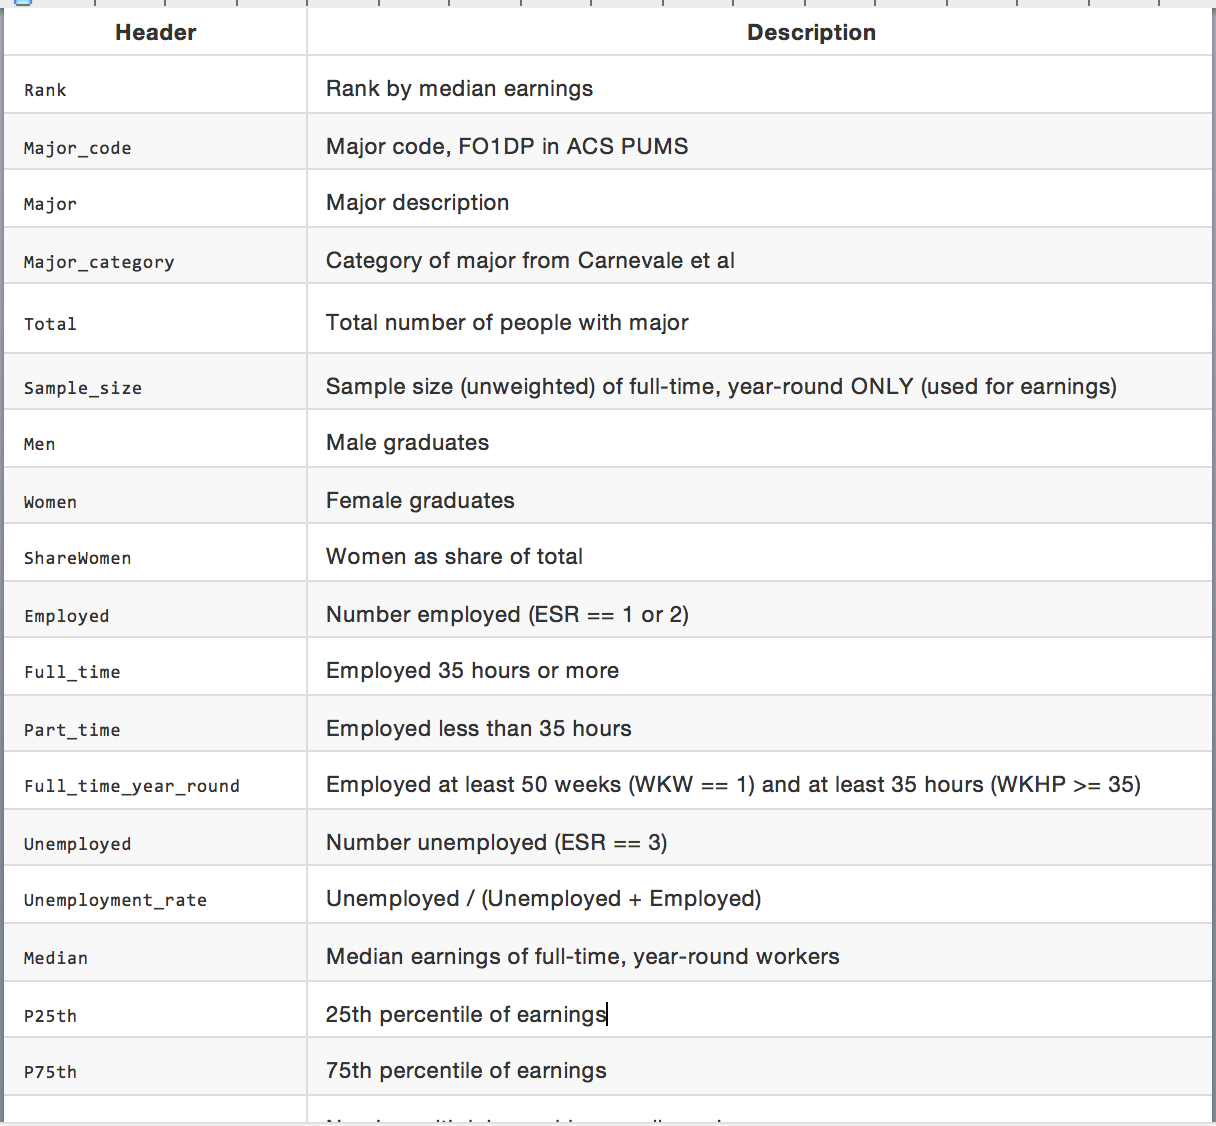 Header Description
Rank Rank by median earnings
Major_code Major code, FO1DP in ACS PUMS
Major Major description
Major_category Category of major from Carnevale et al
Total Total number of people with major
Sample_size Sample size (unweighted) of full-time, year-round ONLY (used for earnings)
Men Male graduates
Women Female graduates
ShareWomen Women as share of total
Employed Number employed (ESR == 1 or 2)
Full_time Employed 35 hours or more
Part_time Employed less than 35 hours
Full_time_year_round Employed at least 50 weeks (WKW == 1) and at least 35 hours (WKHP >= 35)
Unemployed Number unemployed (ESR == 3)
Unemployment_rate Unemployed / (Unemployed + Employed)
Median Median earnings of full-time, year-round workers
P25th 25th percentile of earnings
P75th 75th percentile of earnings